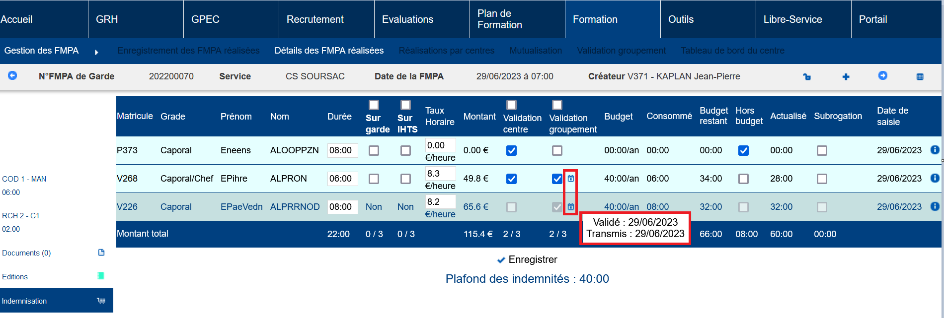 Accueil GRH GPEC Recrutement Evaluations Plan de Formation Formation Outils Libre-Service Portail
Gestion des FMPA Enregistrement des FMPA réalisées Détails des FMPA réalisées Réalisations par centres Mutualisation Validation groupement Tableau de bord du centre
N°FMPA de Garde 202200070 Service CS SOURSAC Date de la FMPA 29/06/2023 à 07:00 Créateur V371 - KAPLAN Jean-Pierre
Matricule Grade Prénom Nom Durée Sur garde Sur IHTS Taux Horaire Montant Validation centre Validation groupement Budget Consommé Budget restant Hors budget Actualisé Subrogation Date de saisie
P373 Caporal Eneens ALOOPPZN 08:00 0.00 €/heure 0.00 € 00:00/an 00:00 00:00 00:00 29/06/2023
V268 Caporal/Chef EPihre ALPRON 06:00 8.3 €/heure 49.8 € 40:00/an 06:00 34:00 28:00 29/06/2023
V226 Caporal EPaeVedn ALPRRNOD 08:00 Non Non 8.2 €/heure 65.6 € 40:00/an 08:00 32:00 32:00 29/06/2023
Montant total 22:00 0 / 3 0 / 3 115.4 € 2 / 3 2 / 3 66:00 08:00 60:00 00:00
Validé : 29/06/2023
Transmis : 29/06/2023
Enregistrer
Plafond des indemnités : 40:00
COD 1 - MAN
06:00
RCH 2 - C1
02:00
Documents (0)
Editions
Indemnisation